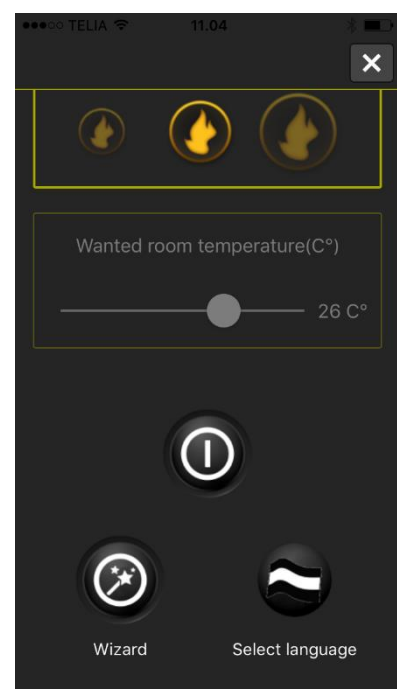 TELIA 11.04
Wanted room temperature(C°)
26 C°
Wizard
Select language